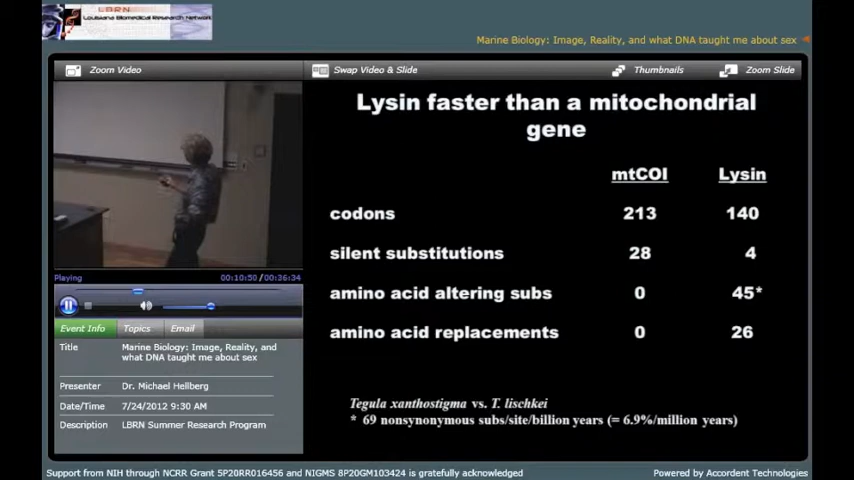 LBRN
Louisiana Biomedical Research Network
Marine Biology: Image, Reality, and what DNA taught me about sex
Zoom Video
Swap Video & Slide
Thumbnails
Zoom Slide
Lysin faster than a mitochondrial
gene
mtCOI Lysin
codons 213 140
silent substitutions 28 4
amino acid altering subs 0 45*
amino acid replacements 0 26
Tegula xanthostigma vs. T. lischkei
* 69 nonsynonymous subs/site/billion years (= 6.9%/million years)
Playing 00:10:50 / 00:36:34
Event Info Topics Email
Title Marine Biology: Image, Reality, and
what DNA taught me about sex
Presenter Dr. Michael Hellberg
Date/Time 7/24/2012 9:30 AM
Description LBRN Summer Research Program
Support from NIH through NCRR Grant 5P20RR016456 and NIGMS 8P20GM103424 is gratefully acknowledged
Powered by Accordent Technologies